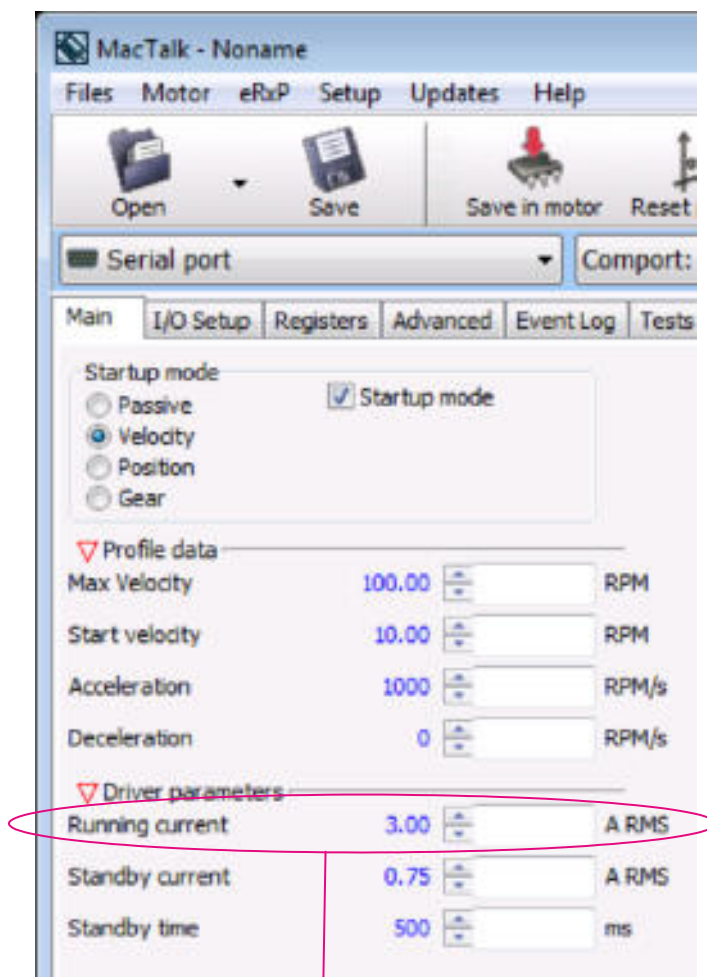 MacTalk - Noname
Files Motor eRxP Setup Updates Help
Open Save Save in motor Reset
Serial port Comport:
Main I/O Setup Registers Advanced Event Log Tests
Startup mode
Startup mode
Passive
Velocity
Position
Gear
Profile data
Max Velocity 100.00 RPM
Start velocity 10.00 RPM
Acceleration 1000 RPM/s
Deceleration 0 RPM/s
Driver parameters
Running current 3.00 A RMS
Standby current 0.75 A RMS
Standby time 500 ms